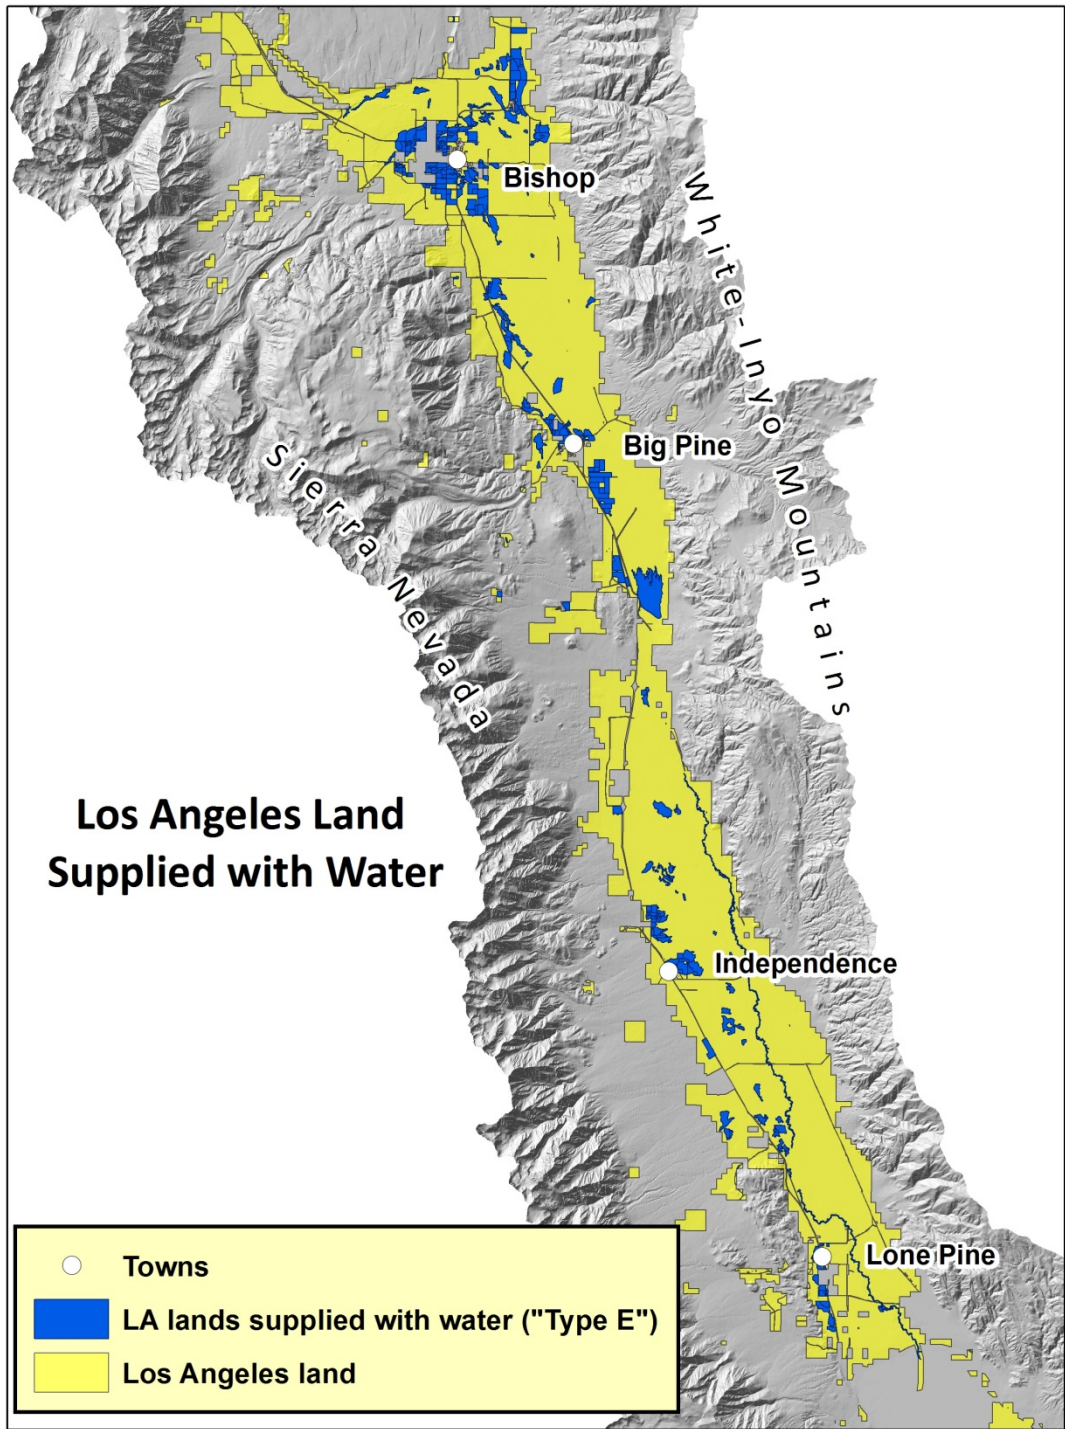 Bishop
White-Inyo Mountains
Big Pine
Sierra Nevada
Los Angeles Land
Supplied with Water
Independence
Lone Pine
Towns
LA lands supplied with water ("Type E")
Los Angeles land